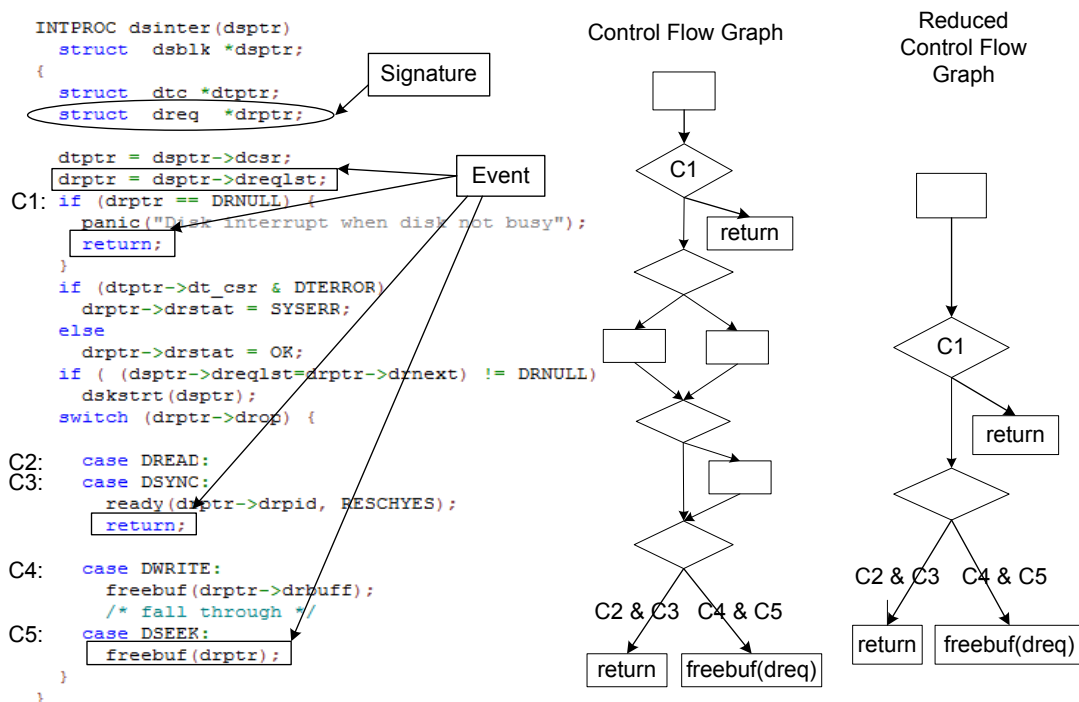 INTPROC dsinter(dsptr)
struct dsblk *dsptr;
{
struct dtc *dtptr;
struct dreq *drptr;
Signature
dtptr = dsptr->dcsr;
drptr = dsptr->dreqlst;
Event
C1: if (drptr == DRNULL) {
panic("Disk interrupt when disk not busy");
return;
}
if (dtptr->dt_csr & DTERROR)
drptr->drstat = SYSERR;
else
drptr->drstat = OK;
if ( (dsptr->dreqlst=drptr->drnext) != DRNULL)
dskstrt(dsptr);
switch (drptr->drop) {
C2: case DREAD:
C3: case DSYNC:
ready(drptr->drpid, RESCHYES);
return;
C4: case DWRITE:
freebuf(drptr->drbuff);
/* fall through */
C5: case DSEEK:
freebuf(drptr);
}
}
Control Flow Graph
C1
return
C2 & C3
C4 & C5
return
freebuf(dreq)
Reduced
Control Flow
Graph
C1
return
C2 & C3
C4 & C5
return
freebuf(dreq)